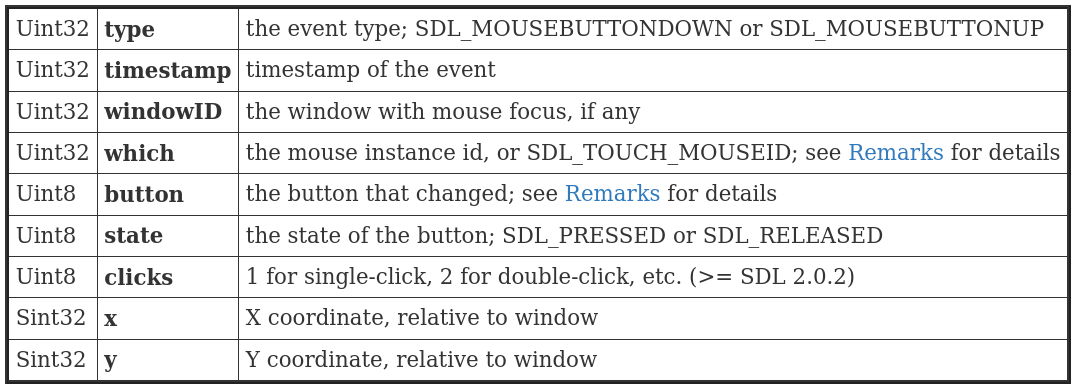 Uint32 type the event type; SDL_MOUSEBUTTONDOWN or SDL_MOUSEBUTTONUP
Uint32 timestamp timestamp of the event
Uint32 windowID the window with mouse focus, if any
Uint32 which the mouse instance id, or SDL_TOUCH_MOUSEID; see Remarks for details
Uint8 button the button that changed; see Remarks for details
Uint8 state the state of the button; SDL_PRESSED or SDL_RELEASED
Uint8 clicks 1 for single-click, 2 for double-click, etc. (>= SDL 2.0.2)
Sint32 x X coordinate, relative to window
Sint32 y Y coordinate, relative to window